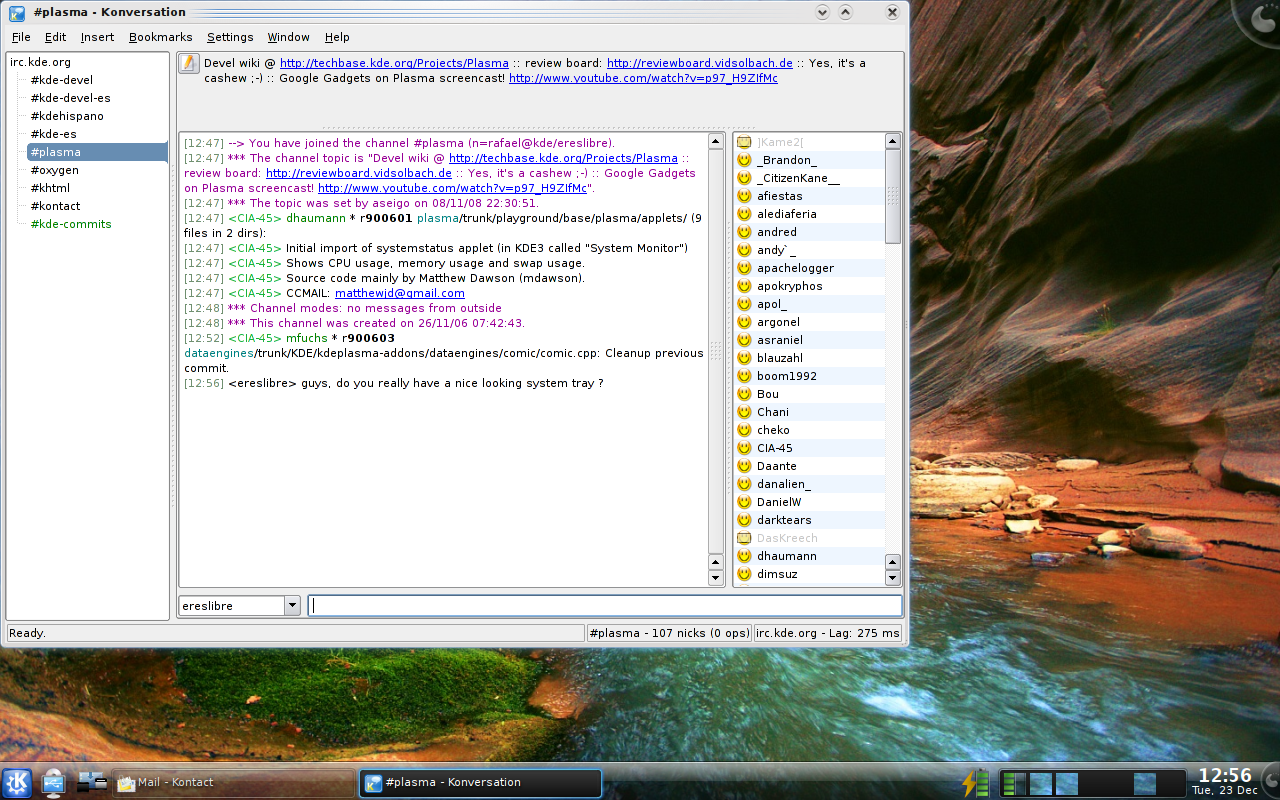 #plasma - Konversation
File Edit Insert Bookmarks Settings Window Help
irc.kde.org
#kde-devel
#kde-devel-es
#kdehispano
#kde-es
#plasma
#oxygen
#khtml
#kontact
#kde-commits
Devel wiki @ http://techbase.kde.org/Projects/Plasma :: review board: http://reviewboard.vidsolbach.de :: Yes, it's a
cashew ;-) :: Google Gadgets on Plasma screencast! http://www.youtube.com/watch?v=p97_H9ZIfMc
[12:47] --> You have joined the channel #plasma (n=rafael@kde/ereslibre).
[12:47] *** The channel topic is "Devel wiki @ http://techbase.kde.org/Projects/Plasma ::
review board: http://reviewboard.vidsolbach.de :: Yes, it's a cashew ;-) :: Google Gadgets
on Plasma screencast! http://www.youtube.com/watch?v=p97_H9ZIfMc".
[12:47] *** The topic was set by aseigo on 08/11/08 22:30:51.
[12:47] <CIA-45> dhaumann * r900601 plasma/trunk/playground/base/plasma/applets/ (9
files in 2 dirs):
[12:47] <CIA-45> Initial import of systemstatus applet (in KDE3 called "System Monitor")
[12:47] <CIA-45> Shows CPU usage, memory usage and swap usage.
[12:47] <CIA-45> Source code mainly by Matthew Dawson (mdawson).
[12:47] <CIA-45> CCMAIL: matthewjd@gmail.com
[12:48] *** Channel modes: no messages from outside
[12:48] *** This channel was created on 26/11/06 07:42:43.
[12:52] <CIA-45> mfuchs * r900603
dataengines/trunk/KDE/kdeplasma-addons/dataengines/comic/comic.cpp: Cleanup previous
commit.
[12:56] <ereslibre> guys, do you really have a nice looking system tray ?
]Kame2[
_Brandon_
_CitizenKane__
afiestas
alediaferia
andred
andy`_
apachelogger
apokryphos
apol_
argonel
asraniel
blauzahl
boom1992
Bou
Chani
cheko
CIA-45
Daante
danalien_
DanielW
darktears
DasKreech
dhaumann
dimsuz
ereslibre
Ready.
#plasma - 107 nicks (0 ops)
irc.kde.org - Lag: 275 ms
Mail - Kontact
#plasma - Konversation
12:56
Tue, 23 Dec